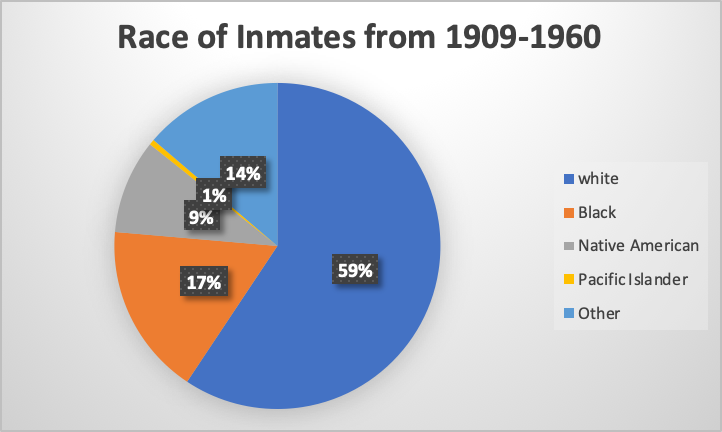 Race of Inmates from 1909-1960
14%
1%
9%
17%
59%
white
Black
Native American
Pacific Islander
Other